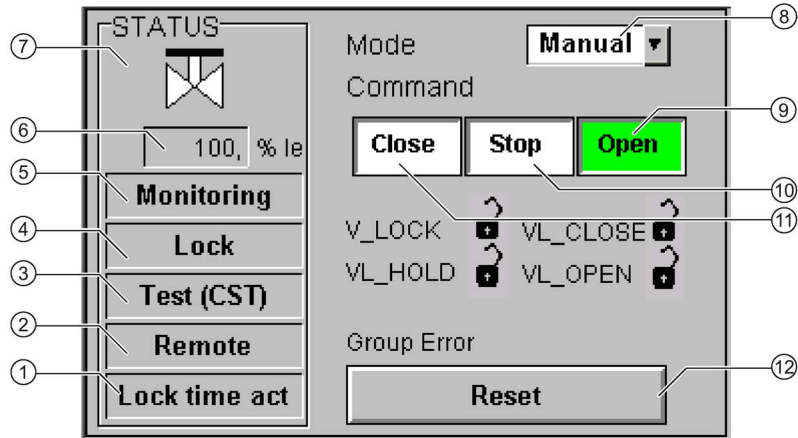 STATUS
7
6
100, % le
5
Monitoring
4
Lock
3
Test (CST)
2
Remote
1
Lock time act
Mode
Manual
8
Command
Close
Stop
Open
9
10
11
V_LOCK
VL_CLOSE
VL_HOLD
VL_OPEN
Group Error
Reset
12